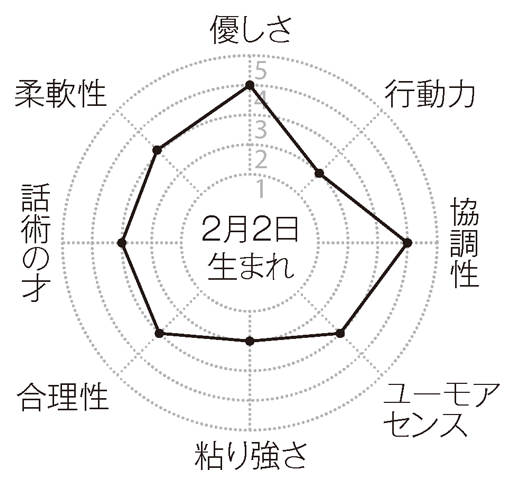 優しさ
行動力
協調性
ユーモア
センス
粘り強さ
合理性
話術の才
柔軟性
5
4
3
2
1
2月2日
生まれ